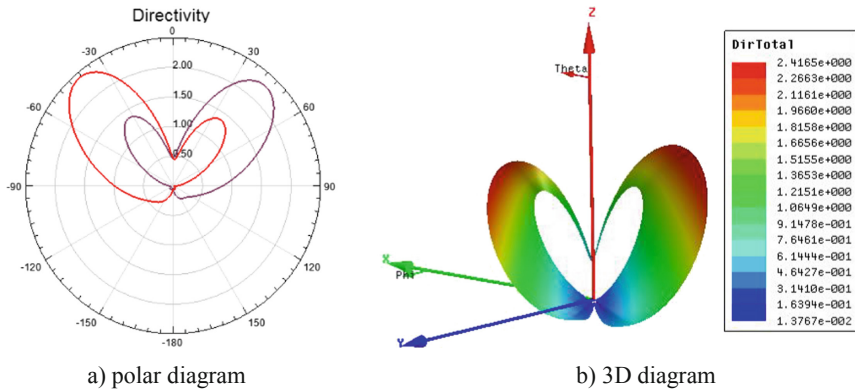 Directivity
0
-30
30
2.00
1.50
-60
60
1.00
0.50
-90
90
-120
120
-150
150
-180
a) polar diagram
Z
Theta
X
Phi
Y
DirTotal
2.4165e+000
2.2663e+000
2.1161e+000
1.9660e+000
1.8158e+000
1.6656e+000
1.5155e+000
1.3653e+000
1.2151e+000
1.0649e+000
9.1478e-001
7.6461e-001
6.1444e-001
4.6427e-001
3.1410e-001
1.6394e-001
1.3767e-002
b) 3D diagram